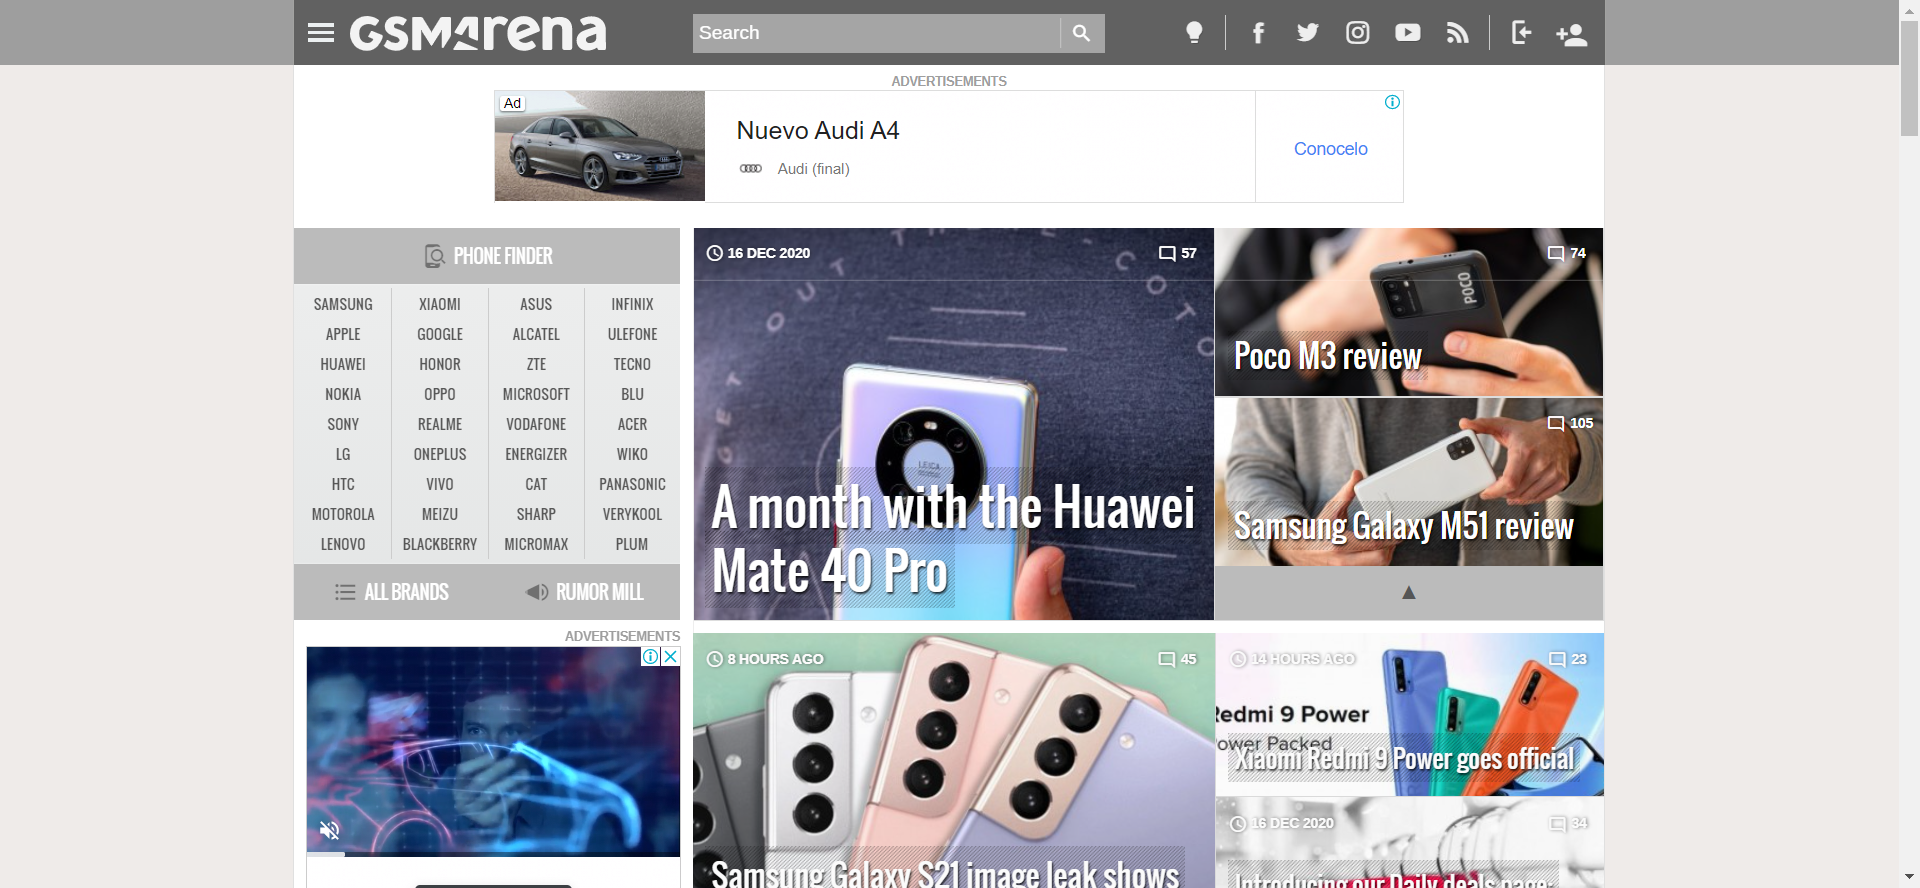 GSMArena
Search
ADVERTISEMENTS
Ad
Nuevo Audi A4
Audi (final)
Conocelo
PHONE FINDER
SAMSUNG XIAOMI ASUS INFINIX
APPLE GOOGLE ALCATEL ULEFONE
HUAWEI HONOR ZTE TECNO
NOKIA OPPO MICROSOFT BLU
SONY REALME VODAFONE ACER
LG ONEPLUS ENERGIZER WIKO
HTC VIVO CAT PANASONIC
MOTOROLA MEIZU SHARP VERYKOOL
LENOVO BLACKBERRY MICROMAX PLUM
ALL BRANDS RUMOR MILL
ADVERTISEMENTS
16 DEC 2020 57
LEICA
A month with the Huawei
Mate 40 Pro
74
POCO
Poco M3 review
105
Samsung Galaxy M51 review
8 HOURS AGO 45
Samsung Galaxy S21 image leak shows
14 HOURS AGO 23
Redmi 9 Power
ower Packed
Xiaomi Redmi 9 Power goes official
16 DEC 2020 34
Introducing our Daily deals page: